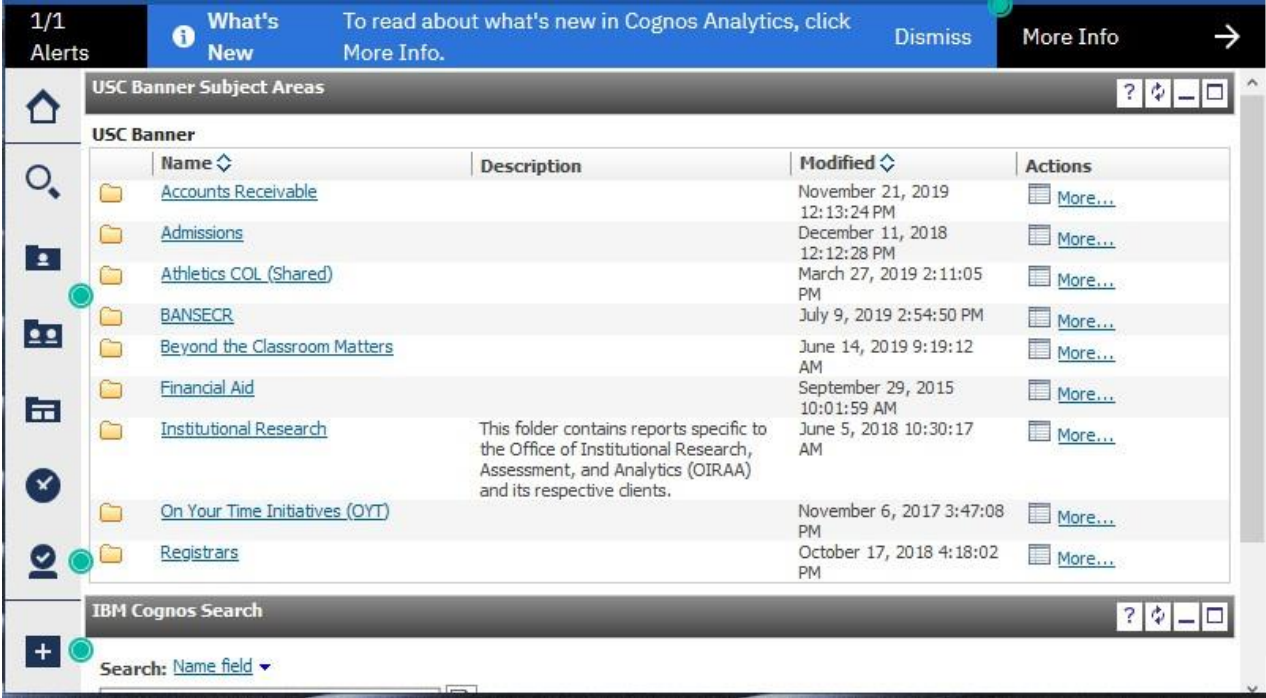 1/1
Alerts
What's
New
To read about what's new in Cognos Analytics, click
More Info.
Dismiss
More Info
USC Banner Subject Areas
?
USC Banner
Name
Description
Modified
Actions
Accounts Receivable
November 21, 2019
12:13:24 PM
More...
Admissions
December 11, 2018
12:12:28 PM
More...
Athletics COL (Shared)
March 27, 2019 2:11:05
PM
More...
BANSECR
July 9, 2019 2:54:50 PM
More...
Beyond the Classroom Matters
June 14, 2019 9:19:12
AM
More...
Financial Aid
September 29, 2015
10:01:59 AM
More...
Institutional Research
This folder contains reports specific to
the Office of Institutional Research,
Assessment, and Analytics (OIRAA)
and its respective clients.
June 5, 2018 10:30:17
AM
More...
On Your Time Initiatives (OYT)
November 6, 2017 3:47:08
PM
More...
Registrars
October 17, 2018 4:18:02
PM
More...
IBM Cognos Search
?
Search: Name field